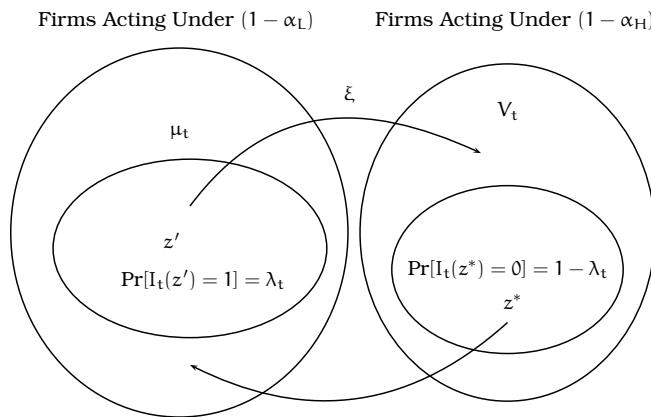 Firms Acting Under (1 − α_L)
Firms Acting Under (1 − α_H)
ξ
μ_t
V_t
z′
Pr[I_t(z′) = 1] = λ_t
Pr[I_t(z*) = 0] = 1 − λ_t
z*